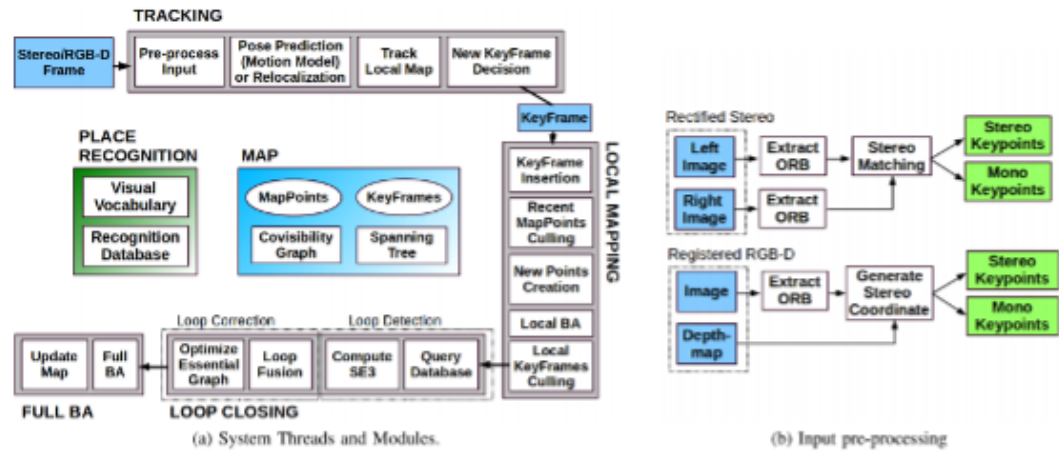 TRACKING
Stereo/RGB-D
Frame
Pre-process
Input
Pose Prediction
(Motion Model)
or Relocalization
Track
Local Map
New KeyFrame
Decision
KeyFrame
PLACE
RECOGNITION
Visual
Vocabulary
Recognition
Database
MAP
MapPoints
KeyFrames
Covisibility
Graph
Spanning
Tree
LOCAL MAPPING
KeyFrame
Insertion
Recent
MapPoints
Culling
New Points
Creation
Local BA
Local
KeyFrames
Culling
Loop Correction
Loop Detection
Update
Map
Full
BA
Optimize
Essential
Graph
Loop
Fusion
Compute
SE3
Query
Database
FULL BA
LOOP CLOSING
(a) System Threads and Modules.
Rectified Stereo
Left
Image
Extract
ORB
Stereo
Matching
Stereo
Keypoints
Mono
Keypoints
Right
Image
Extract
ORB
Registered RGB-D
Image
Extract
ORB
Generate
Stereo
Coordinate
Stereo
Keypoints
Mono
Keypoints
Depth-
map
(b) Input pre-processing